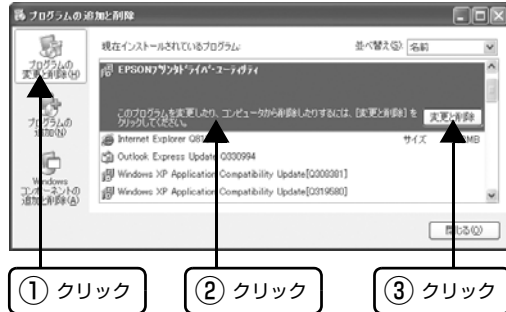 プログラムの追加と削除
現在インストールされているプログラム:
並べ替え(S): 名前
プログラムの
変更と削除(H)
EPSONプリンタドライバ・ユーティリティ
このプログラムを変更したり、コンピュータから削除したりするには、[変更と削除] を
クリックしてください。
変更と削除
プログラムの
追加(N)
Internet Explorer Q8
サイズ
MB
Outlook Express Update Q330994
Windows XP Application Compatibility Update[Q308381]
Windows XP Application Compatibility Update[Q319580]
Windows
コンポーネントの
追加と削除(A)
閉じる(O)
① クリック
② クリック
③ クリック